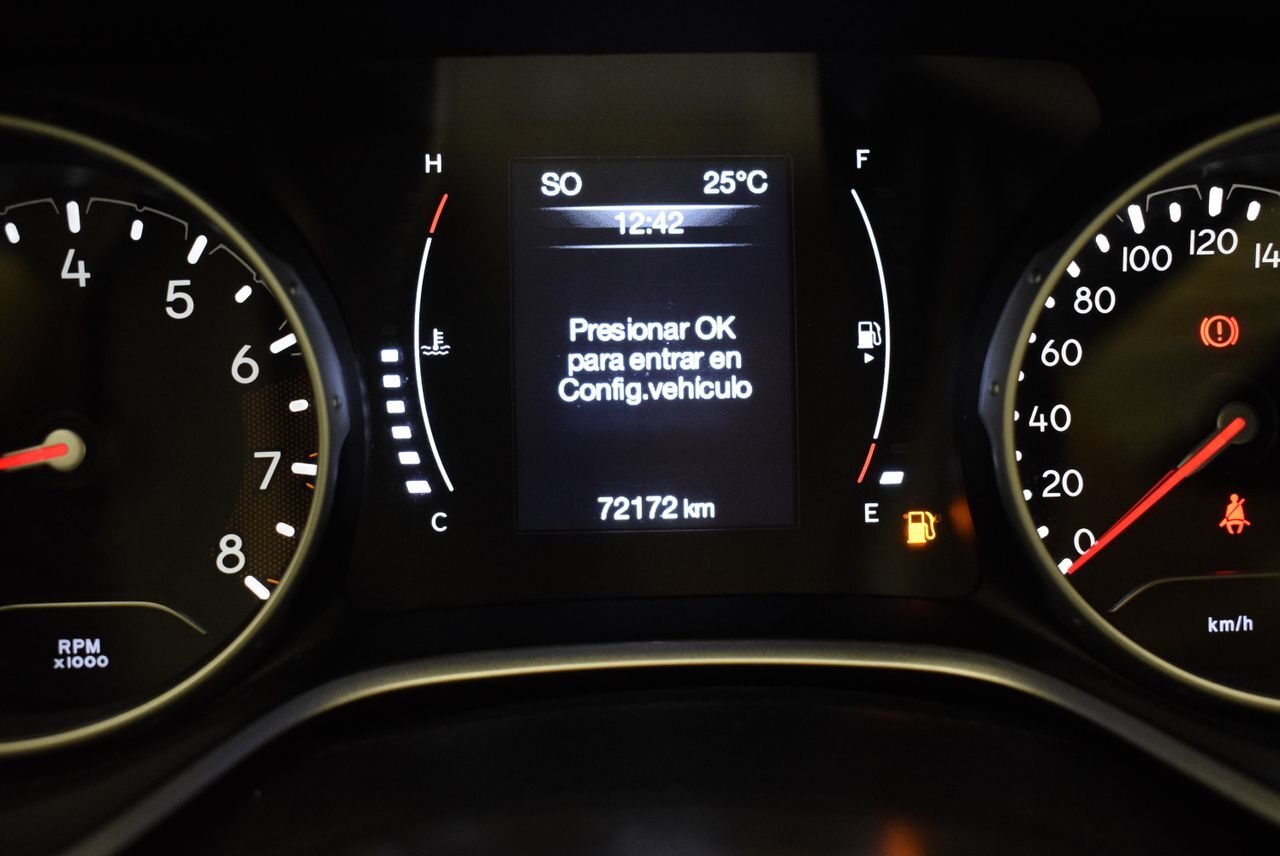 H
F
SO 25°C
12:42
Presionar OK
para entrar en
Config.vehículo
72172 km
C
E
4
5
6
7
8
RPM
x1000
0
20
40
60
80
100
120
14
km/h